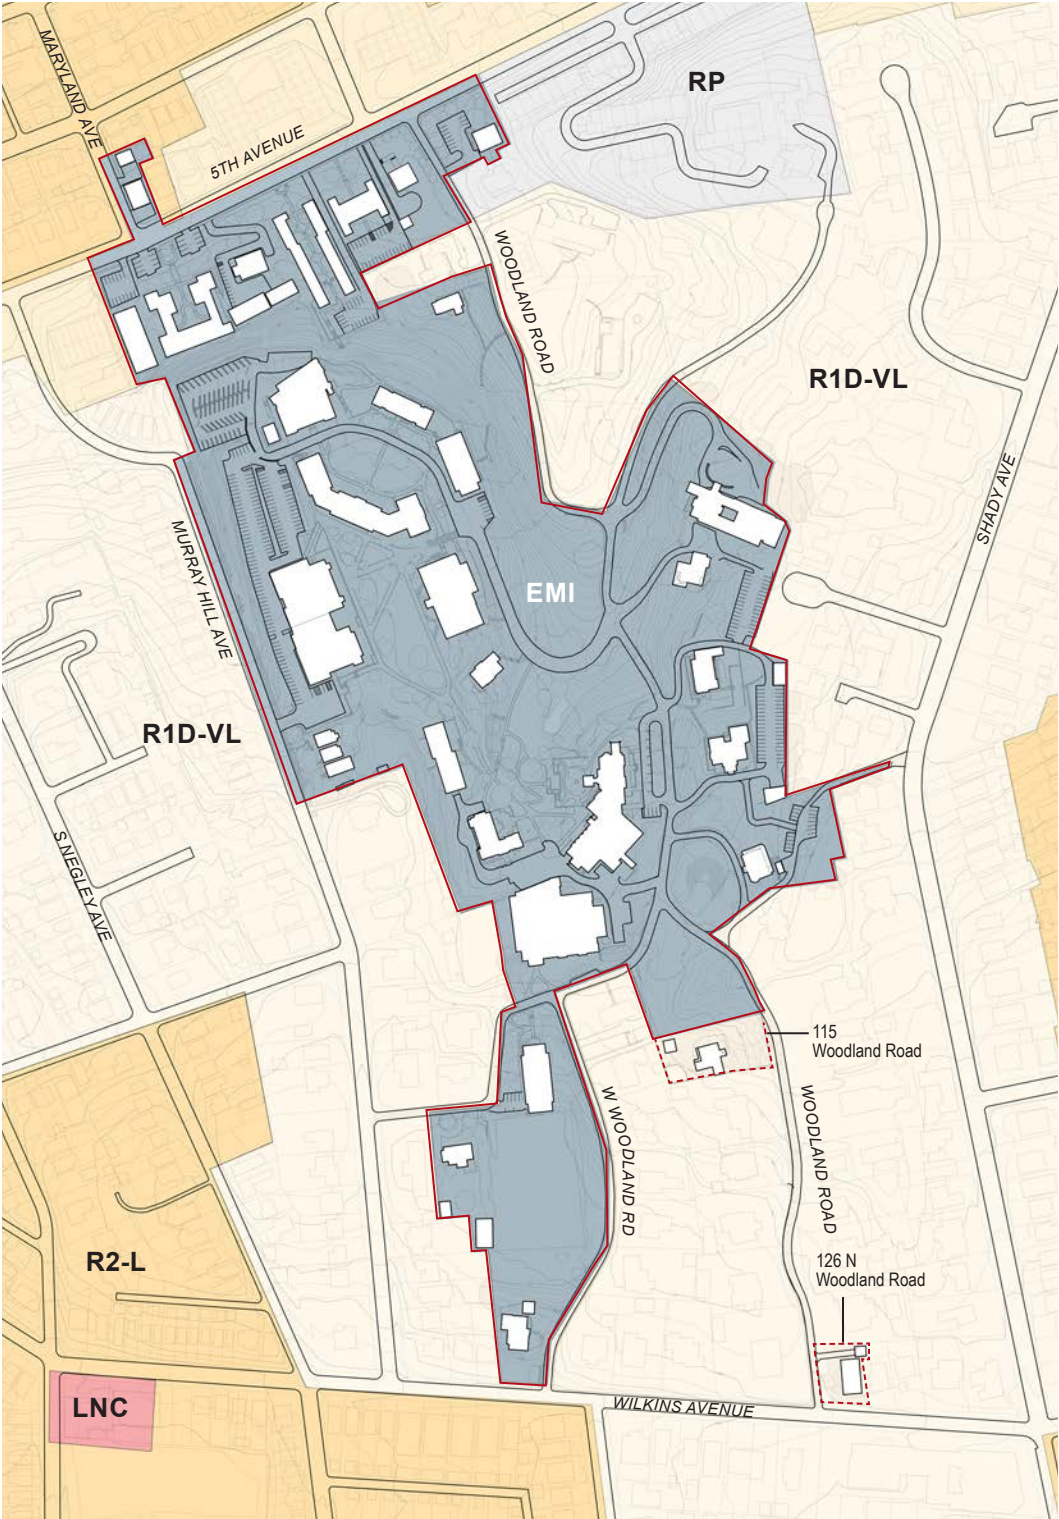 MARYLAND AVE
RP
5TH AVENUE
WOODLAND ROAD
R1D-VL
SHADY AVE
MURRAY HILL AVE
EMI
R1D-VL
S NEGLEY AVE
115
Woodland Road
W WOODLAND RD
WOODLAND ROAD
R2-L
126 N
Woodland Road
LNC
WILKINS AVENUE